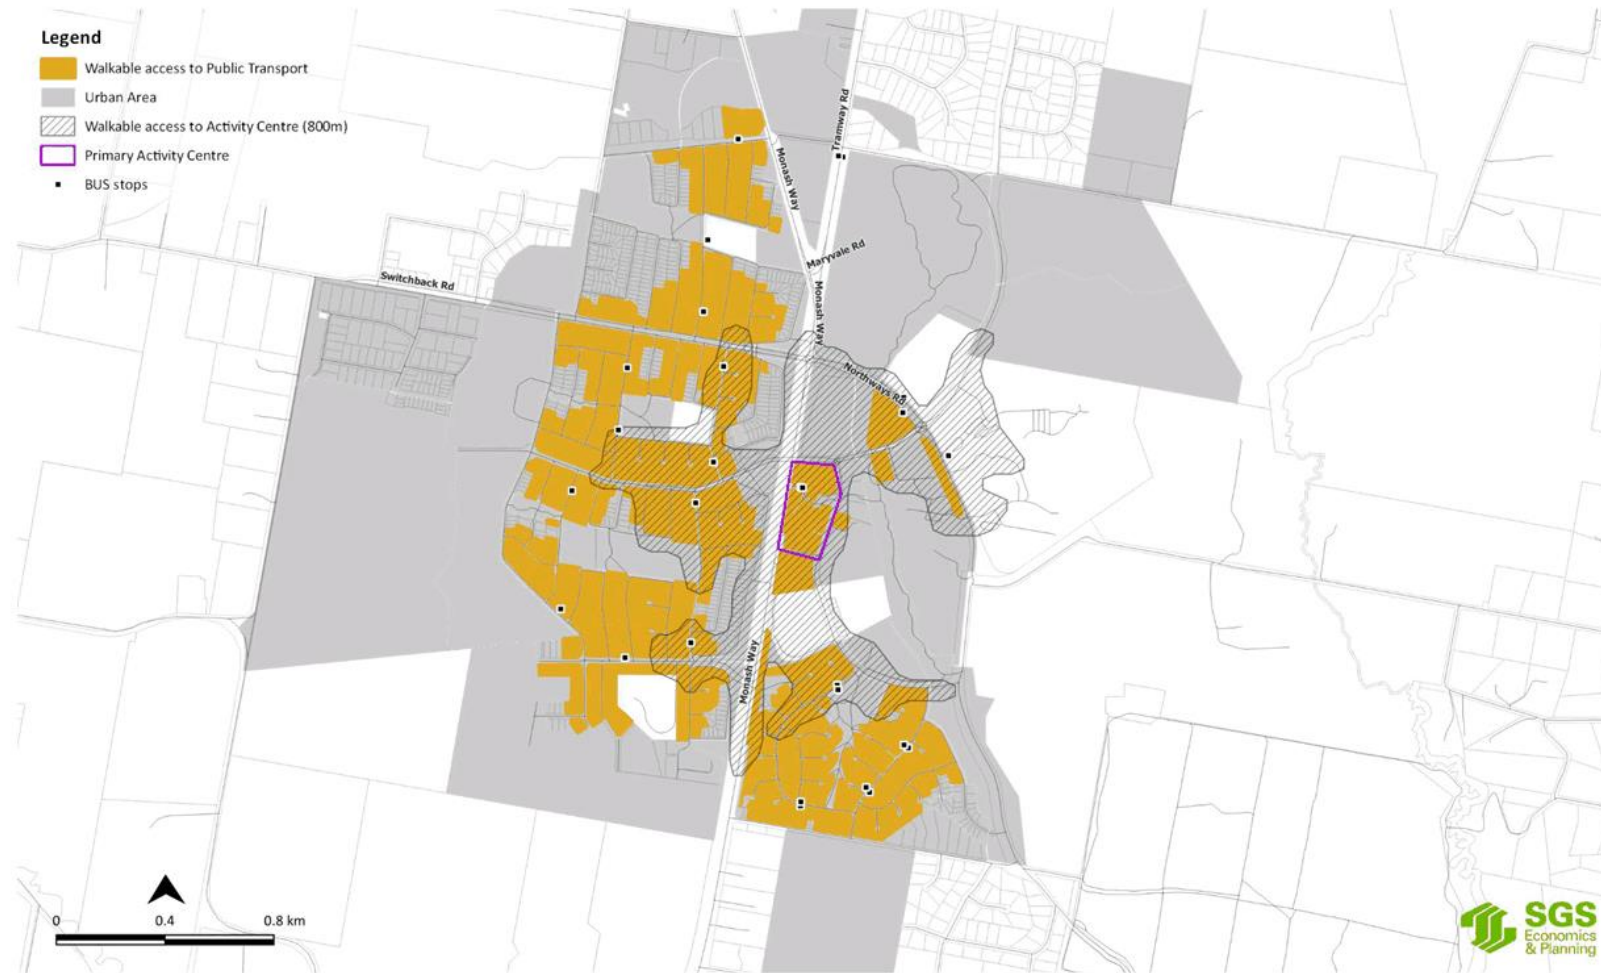 Legend
Walkable access to Public Transport
Urban Area
Walkable access to Activity Centre (800m)
Primary Activity Centre
BUS stops
Tramway Rd
Monash Way
Maryvale Rd
Switchback Rd
Monash Way
Northways Rd
Monash Way
0 0.4 0.8 km
SGS
Economics
& Planning